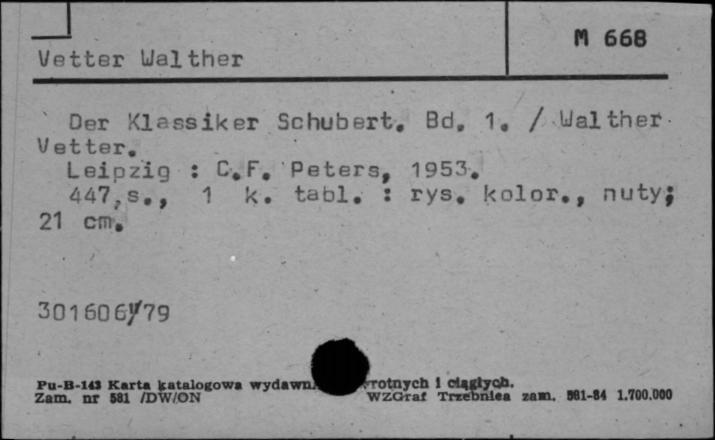 M 668
Vetter Walther
Der Klassiker Schubert. Bd. 1. / Walther
Vetter.
Leipzig : C.F. Peters, 1953.
447,s., 1 k. tabl. : rys. kolor., nuty;
21 cm.
301606/79
Pu-B-143 Karta katalogowa wydawn rotnych i ciągłych.
Zam. nr 581 /DW/ON WZGraf Trzebnica zam. 581-84 1.700.000